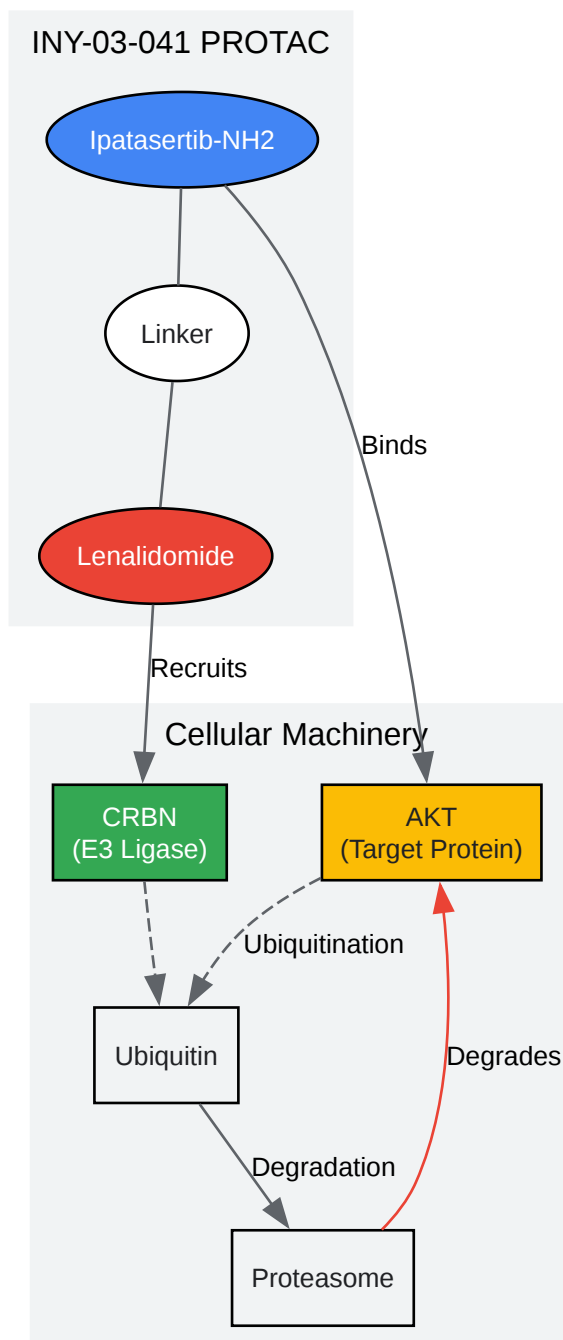 INY-03-041 PROTAC
Ipatasertib-NH2
Linker
Binds
Lenalidomide
Recruits
Cellular Machinery
CRBN
(E3 Ligase)
AKT
(Target Protein)
Ubiquitination
Ubiquitin
Degrades
Degradation
Proteasome